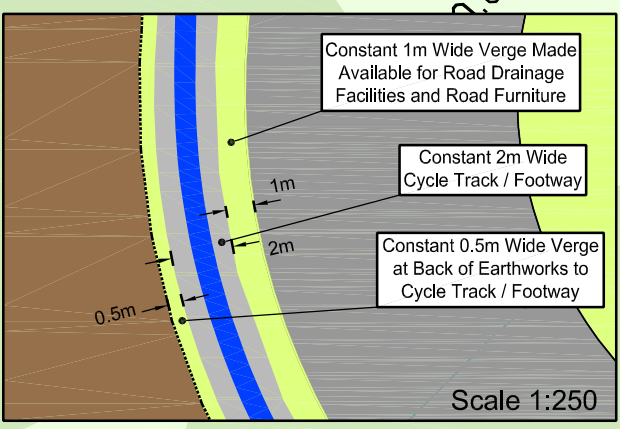 Constant 1m Wide Verge Made
Available for Road Drainage
Facilities and Road Furniture
Constant 2m Wide
Cycle Track / Footway
1m
2m
Constant 0.5m Wide Verge
at Back of Earthworks to
Cycle Track / Footway
0.5m
Scale 1:250